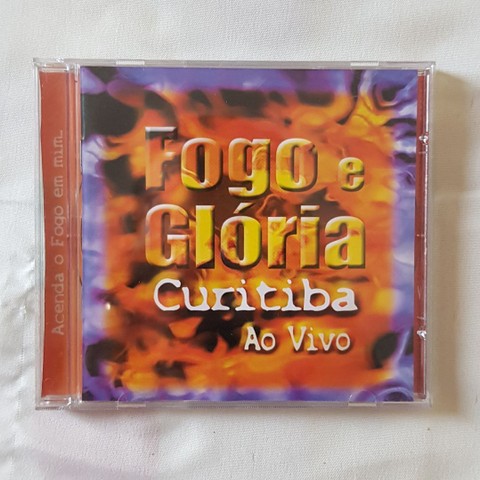 Fogo e
Glória
Curitiba
Ao Vivo
Acenda o Fogo em mim.